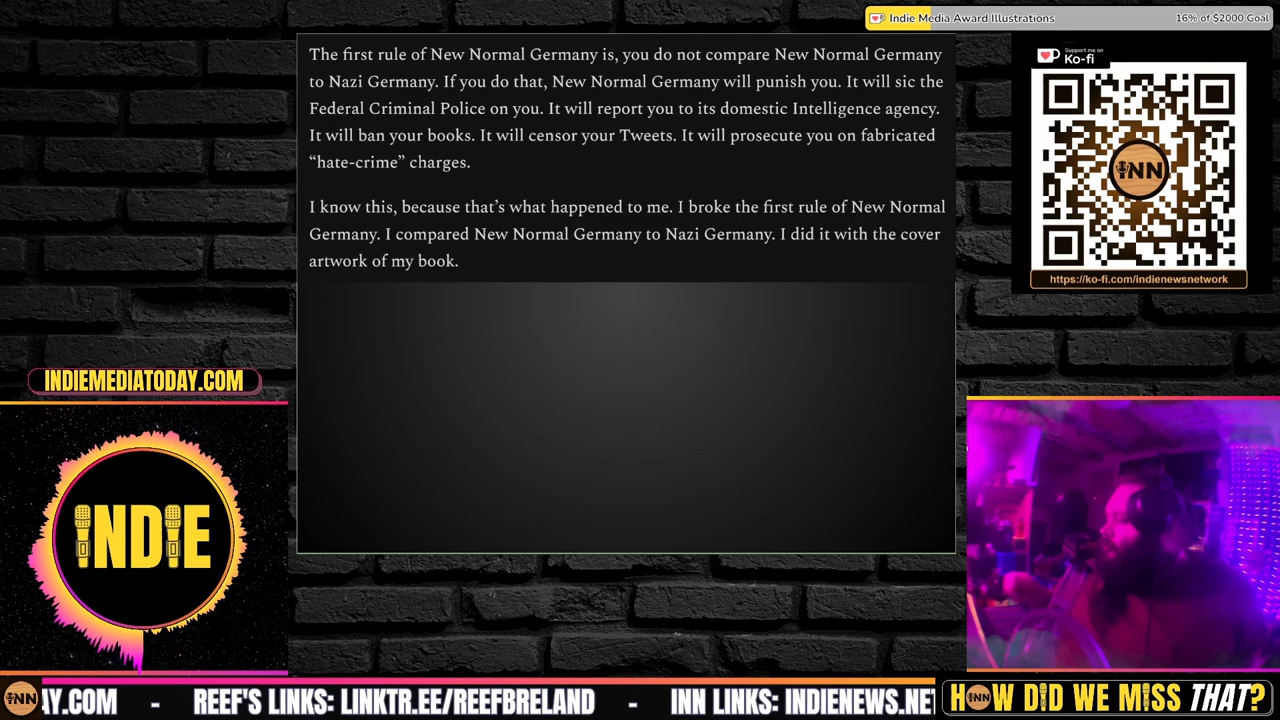 Indie Media Award Illustrations
16% of $2000 Goal
The first rule of New Normal Germany is, you do not compare New Normal Germany
to Nazi Germany. If you do that, New Normal Germany will punish you. It will sic the
Federal Criminal Police on you. It will report you to its domestic Intelligence agency.
It will ban your books. It will censor your Tweets. It will prosecute you on fabricated
“hate-crime” charges.
I know this, because that’s what happened to me. I broke the first rule of New Normal
Germany. I compared New Normal Germany to Nazi Germany. I did it with the cover
artwork of my book.
Support me on
Ko-fi
iNN
https://ko-fi.com/indienewsnetwork
INDIEMEDIATODAY.COM
iNDiE
iNN
AY.COM - REEF'S LINKS: LINKTR.EE/REEFBRELAND - INN LINKS: INDIENEWS.NE
HOW DiD WE MiSS THAT?